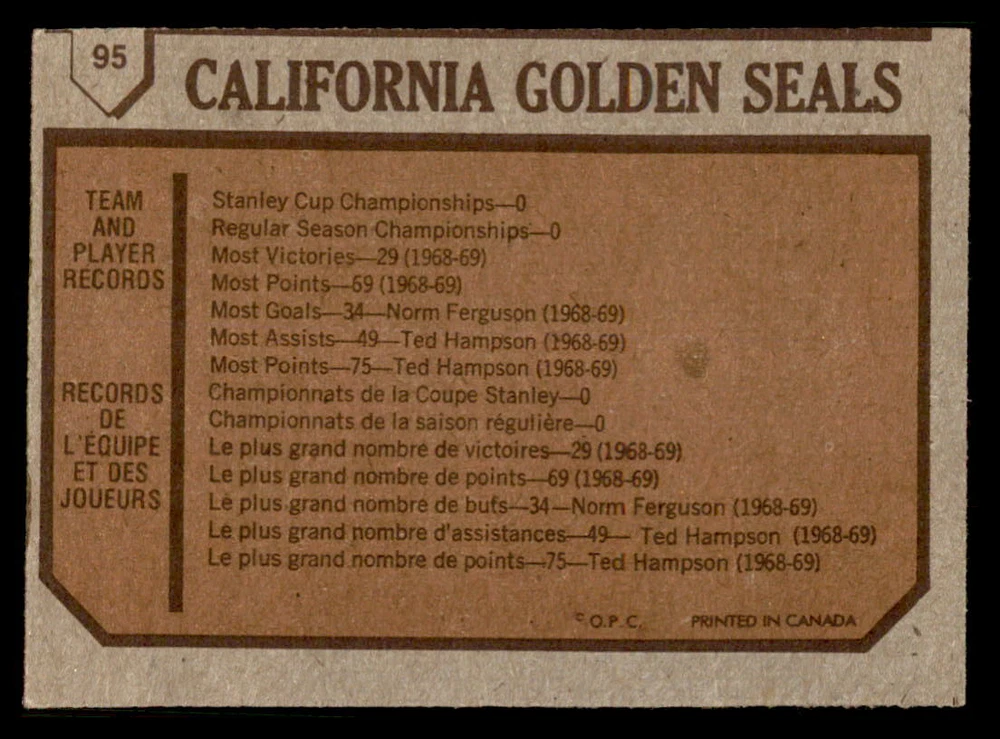 95
CALIFORNIA GOLDEN SEALS
TEAM
AND
PLAYER
RECORDS
Stanley Cup Championships—0
Regular Season Championships—0
Most Victories—29 (1968-69)
Most Points—69 (1968-69)
Most Goals—34—Norm Ferguson (1968-69)
Most Assists—49—Ted Hampson (1968-69)
Most Points—75—Ted Hampson (1968-69)
RECORDS
DE
L'ÉQUIPE
ET DES
JOUEURS
Championnats de la Coupe Stanley—0
Championnats de la saison régulière—0
Le plus grand nombre de victoires—29 (1968-69)
Le plus grand nombre de points—69 (1968-69)
Le plus grand nombre de buts—34—Norm Ferguson (1968-69)
Le plus grand nombre d'assistances—49— Ted Hampson (1968-69)
Le plus grand nombre de points—75—Ted Hampson (1968-69)
© O.P.C. PRINTED IN CANADA